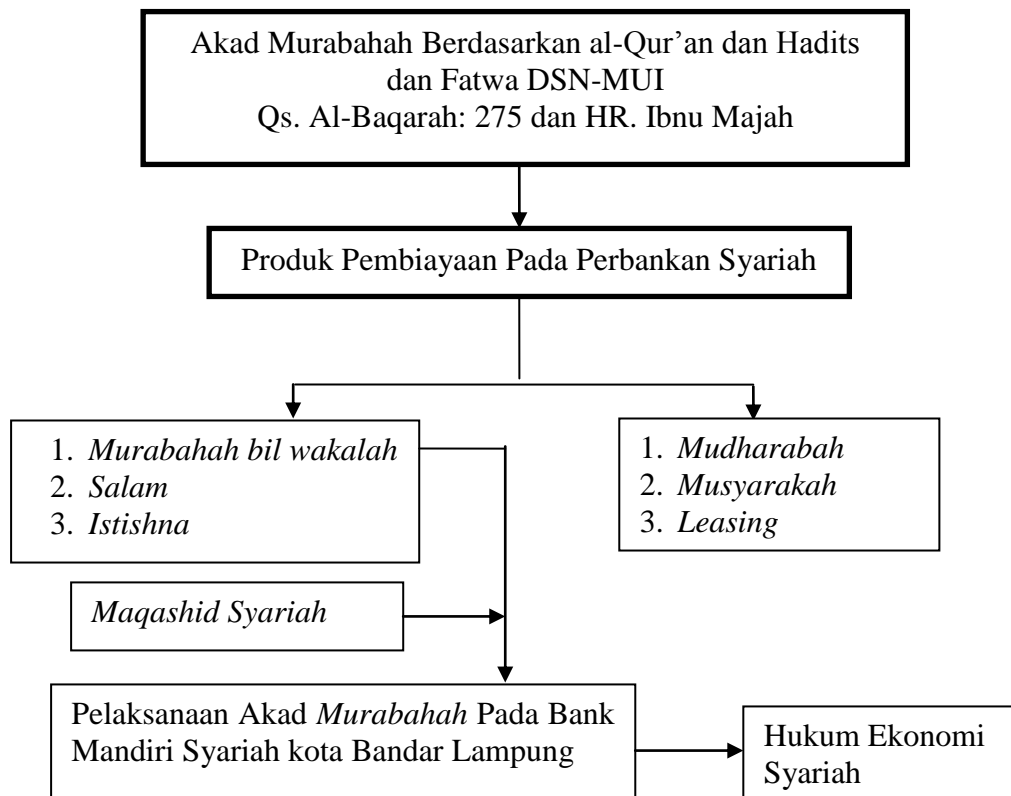 Akad Murabahah Berdasarkan al-Qur’an dan Hadits
dan Fatwa DSN-MUI
Qs. Al-Baqarah: 275 dan HR. Ibnu Majah
Produk Pembiayaan Pada Perbankan Syariah
1. Murabahah bil wakalah
2. Salam
3. Istishna
1. Mudharabah
2. Musyarakah
3. Leasing
Maqashid Syariah
Pelaksanaan Akad Murabahah Pada Bank
Mandiri Syariah kota Bandar Lampung
Hukum Ekonomi
Syariah